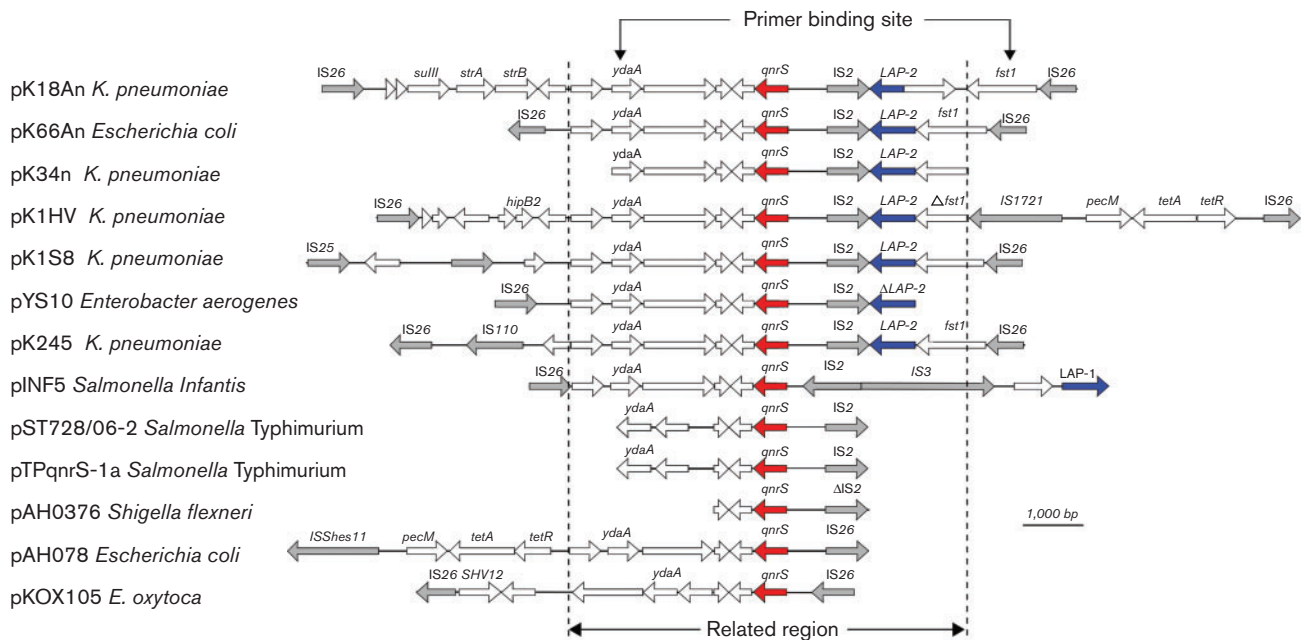 Primer binding site
IS26 sulII strA strB ydaA qnrS IS2 LAP-2 fst1 IS26
pK18An K. pneumoniae
IS26 ydaA qnrS IS2 LAP-2 fst1 IS26
pK66An Escherichia coli
ydaA qnrS IS2 LAP-2
pK34n K. pneumoniae
IS26 hipB2 ydaA qnrS IS2 LAP-2 Δfst1 IS1721 pecM tetA tetR IS26
pK1HV K. pneumoniae
IS25 ydaA qnrS IS2 LAP-2 IS26
pK1S8 K. pneumoniae
IS26 ydaA qnrS IS2 ΔLAP-2
pYS10 Enterobacter aerogenes
IS26 IS110 ydaA qnrS IS2 LAP-2 fst1 IS26
pK245 K. pneumoniae
IS26 ydaA qnrS IS2 IS3 LAP-1
pINF5 Salmonella Infantis
ydaA qnrS IS2
pST728/06-2 Salmonella Typhimurium
ydaA qnrS IS2
pTPqnrS-1a Salmonella Typhimurium
qnrS ΔIS2
pAH0376 Shigella flexneri
1,000 bp
ISShes11 pecM tetA tetR ydaA qnrS IS26
pAH078 Escherichia coli
IS26 SHV12 ydaA qnrS IS26
pKOX105 E. oxytoca
Related region